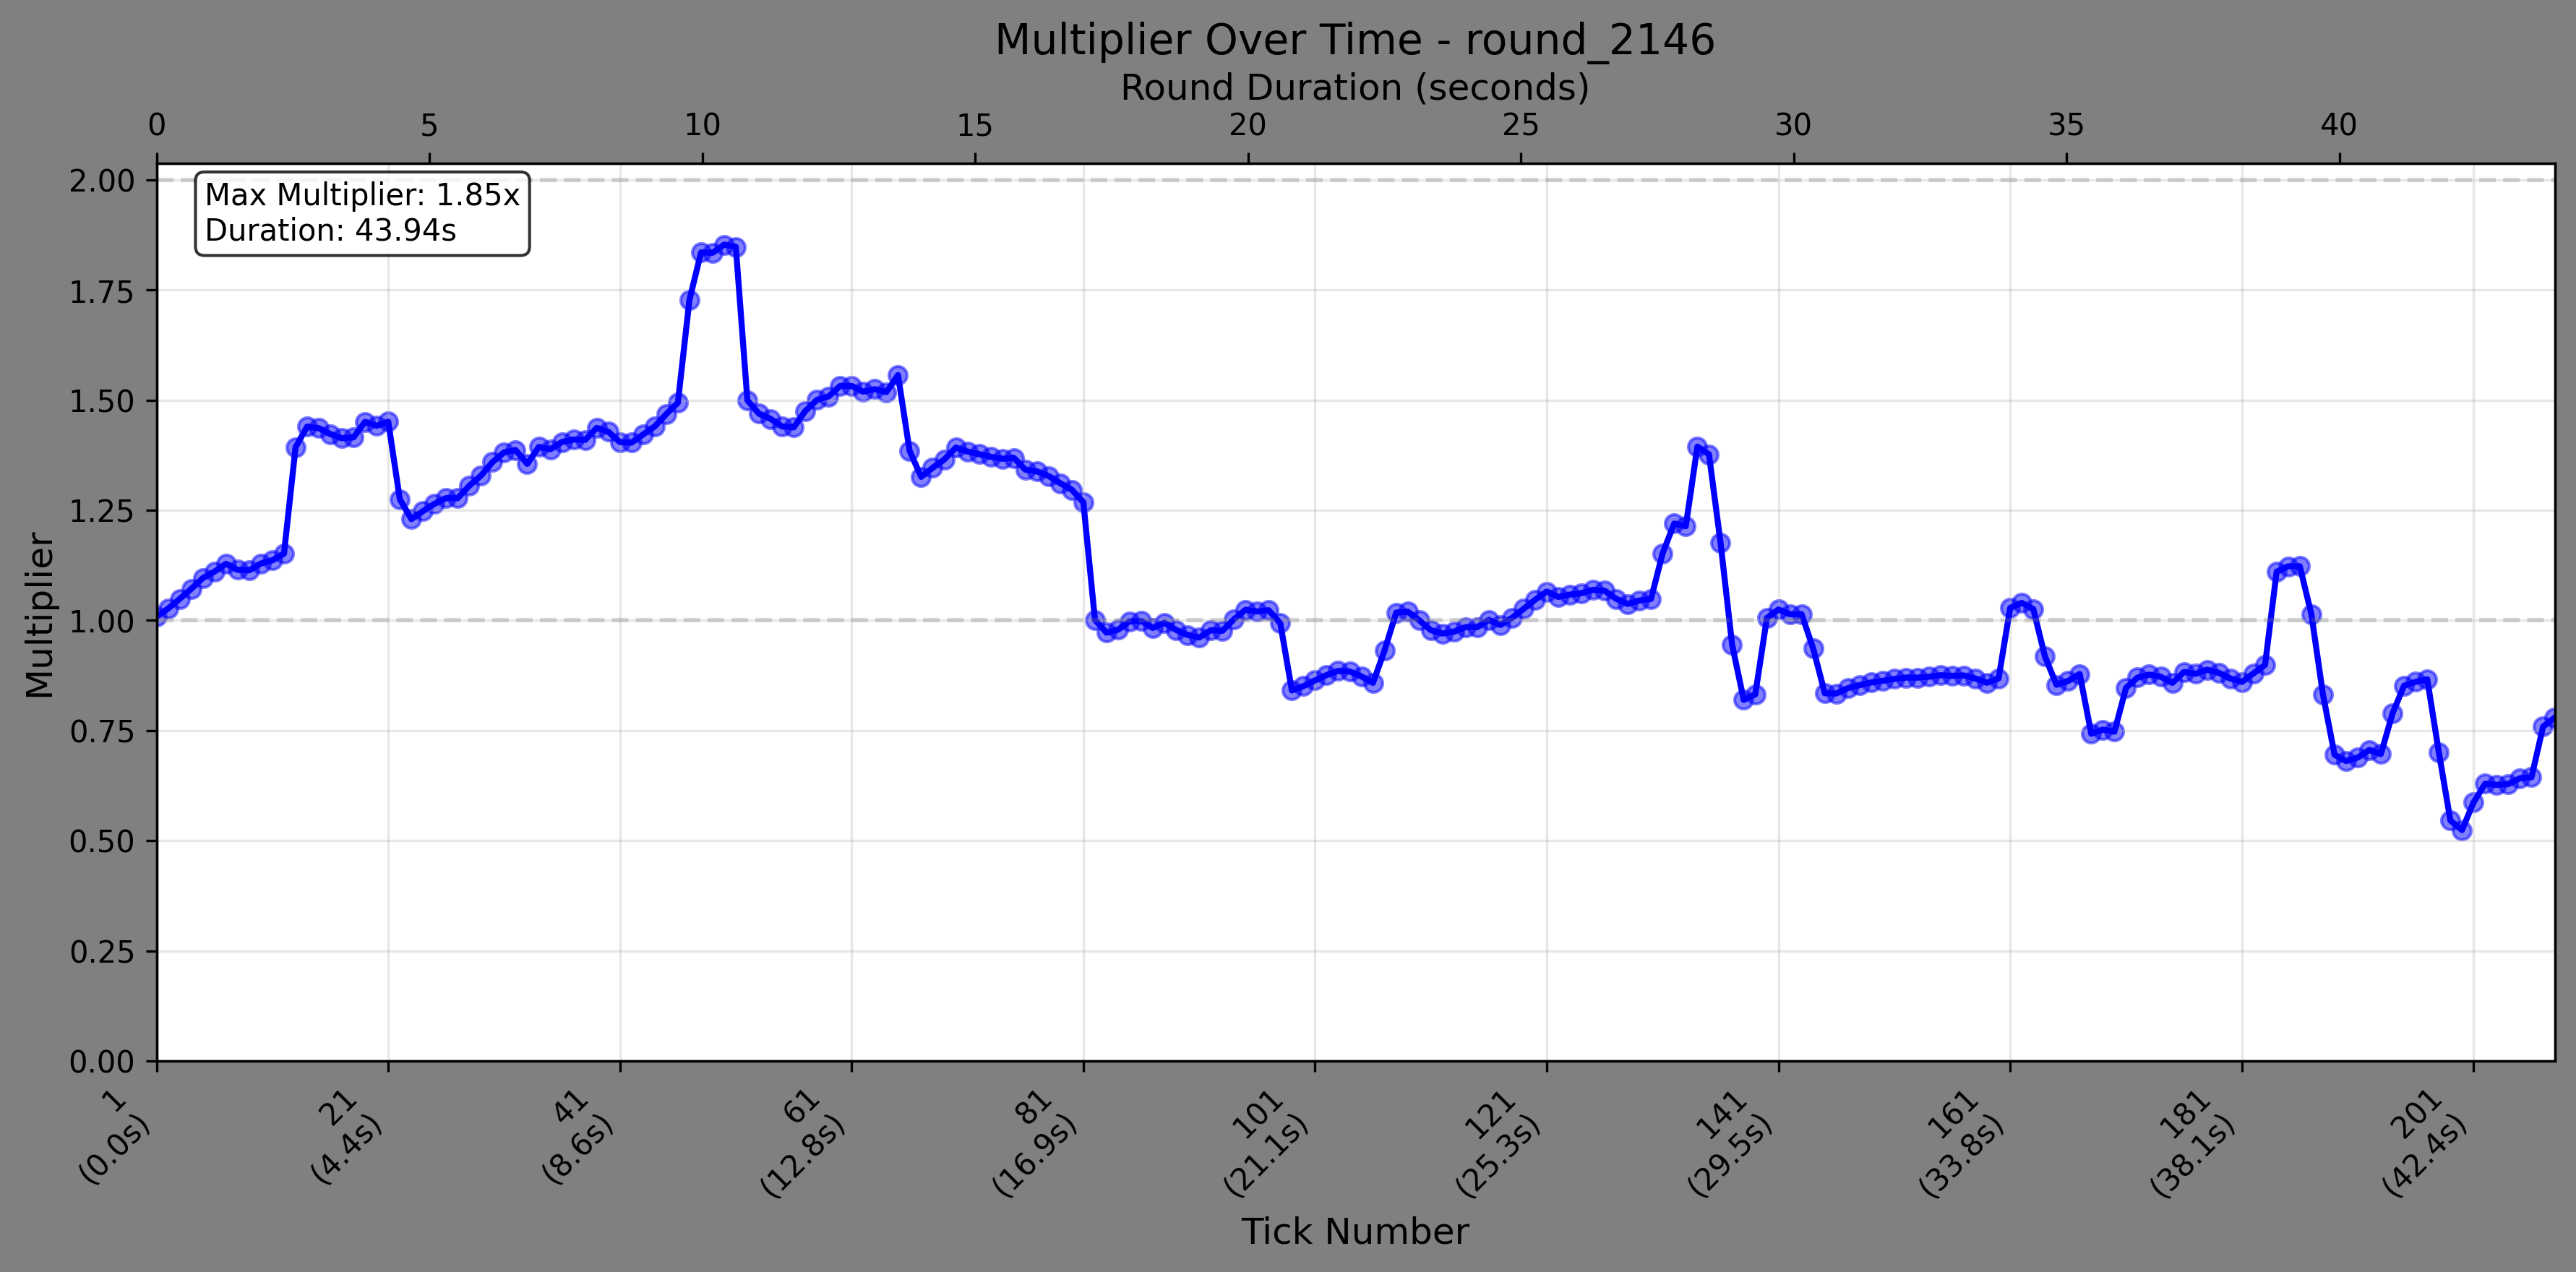 Multiplier Over Time - round_2146
Round Duration (seconds)
0 5 10 15 20 25 30 35 40
Max Multiplier: 1.85x
Duration: 43.94s
Multiplier
2.00
1.75
1.50
1.25
1.00
0.75
0.50
0.25
0.00
1
(0.0s)
21
(4.4s)
41
(8.6s)
61
(12.8s)
81
(16.9s)
101
(21.1s)
121
(25.3s)
141
(29.5s)
161
(33.8s)
181
(38.1s)
201
(42.4s)
Tick Number